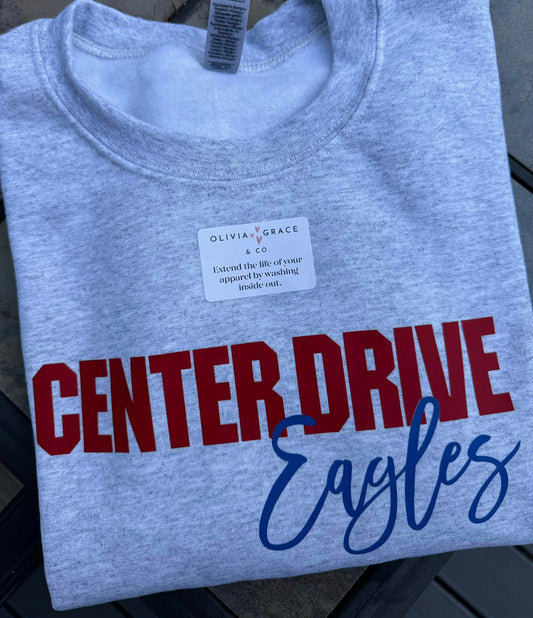 OLIVIA GRACE
& CO.
Extend the life of your
apparel by washing
inside out.
CENTER DRIVE
Eagles